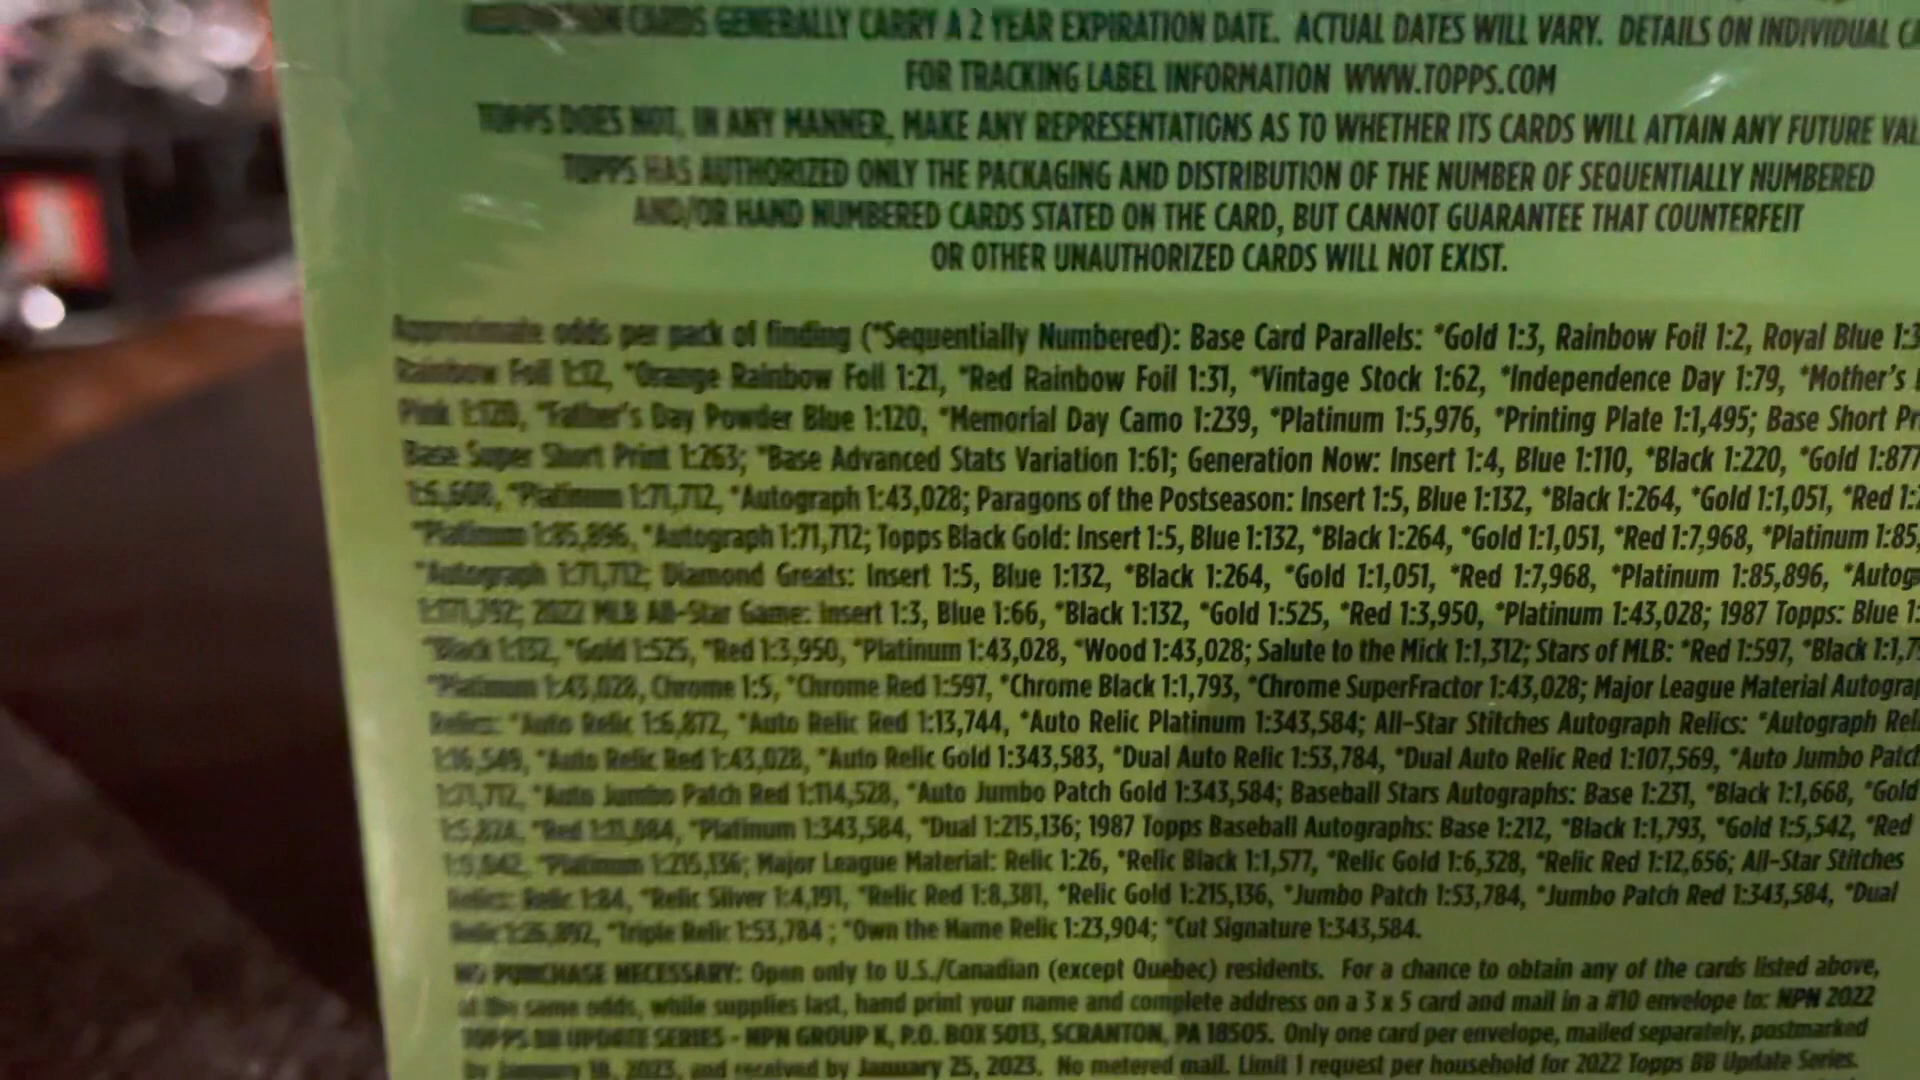 CARDS GENERALLY CARRY A 2 YEAR EXPIRATION DATE. ACTUAL DATES WILL VARY. DETAILS ON INDIVIDUAL
FOR TRACKING LABEL INFORMATION WWW.TOPPS.COM
TOPPS DOES NOT, IN ANY MANNER, MAKE ANY REPRESENTATIONS AS TO WHETHER ITS CARDS WILL ATTAIN ANY FUTURE VAL
TOPPS HAS AUTHORIZED ONLY THE PACKAGING AND DISTRIBUTION OF THE NUMBER OF SEQUENTIALLY NUMBERED
AND/OR HAND NUMBERED CARDS STATED ON THE CARD, BUT CANNOT GUARANTEE THAT COUNTERFEIT
OR OTHER UNAUTHORIZED CARDS WILL NOT EXIST.
Approximate odds per pack of finding (*Sequentially Numbered): Base Card Parallels: *Gold 1:3, Rainbow Foil 1:2, Royal Blue 1:3
Rainbow Foil 1:12, *Orange Rainbow Foil 1:21, *Red Rainbow Foil 1:31, *Vintage Stock 1:62, *Independence Day 1:79, *Mother's
Pink 1:120, *Father's Day Powder Blue 1:120, *Memorial Day Camo 1:239, *Platinum 1:5,976, *Printing Plate 1:1,495; Base Short Pr
Base Super Short Print 1:263; *Base Advanced Stats Variation 1:61; Generation Now: Insert 1:4, Blue 1:110, *Black 1:220, *Gold 1:877
1:6,608, *Platinum 1:71,712, *Autograph 1:43,028; Paragons of the Postseason: Insert 1:5, Blue 1:132, *Black 1:264, *Gold 1:1,051, *Red 1:
*Platinum 1:85,896, *Autograph 1:71,712; Topps Black Gold: Insert 1:5, Blue 1:132, *Black 1:264, *Gold 1:1,051, *Red 1:7,968, *Platinum 1:85,
*Autograph 1:71,712; Diamond Greats: Insert 1:5, Blue 1:132, *Black 1:264, *Gold 1:1,051, *Red 1:7,968, *Platinum 1:85,896, *Autog
1:171,792; 2022 MLB All-Star Game: Insert 1:3, Blue 1:66, *Black 1:132, *Gold 1:525, *Red 1:3,950, *Platinum 1:43,028; 1987 Topps: Blue 1:
*Black 1:132, *Gold 1:525, *Red 1:3,950, *Platinum 1:43,028, *Wood 1:43,028; Salute to the Mick 1:1,312; Stars of MLB: *Red 1:597, *Black 1:1,79
*Platinum 1:43,028, Chrome 1:5, *Chrome Red 1:597, *Chrome Black 1:1,793, *Chrome SuperFractor 1:43,028; Major League Material Autogra
Relics: *Auto Relic 1:6,872, *Auto Relic Red 1:13,744, *Auto Relic Platinum 1:343,584; All-Star Stitches Autograph Relics: *Autograph Rel
1:16,549, *Auto Relic Red 1:43,028, *Auto Relic Gold 1:343,583, *Dual Auto Relic 1:53,784, *Dual Auto Relic Red 1:107,569, *Auto Jumbo Patch
1:71,712, *Auto Jumbo Patch Red 1:114,528, *Auto Jumbo Patch Gold 1:343,584; Baseball Stars Autographs: Base 1:231, *Black 1:1,668, *Gold
1:5,824, *Red 1:11,084, *Platinum 1:343,584, *Dual 1:215,136; 1987 Topps Baseball Autographs: Base 1:212, *Black 1:1,793, *Gold 1:5,542, *Red
*Platinum 1:215,136; Major League Material: Relic 1:26, *Relic Black 1:1,577, *Relic Gold 1:6,328, *Relic Red 1:12,656; All-Star Stitches
Relics: Relic 1:84, *Relic Silver 1:4,191, *Relic Red 1:8,381, *Relic Gold 1:215,136, *Jumbo Patch 1:53,784, *Jumbo Patch Red 1:343,584, *Dual
Relic 1:26,892, *Triple Relic 1:53,784 ; *Own the Name Relic 1:23,904; *Cut Signature 1:343,584.
NO PURCHASE NECESSARY: Open only to U.S./Canadian (except Quebec) residents. For a chance to obtain any of the cards listed above,
at the same odds, while supplies last, hand print your name and complete address on a 3 x 5 card and mail in a #10 envelope to: NPN 2022
TOPPS BB UPDATE SERIES - NPN GROUP K, P.O. BOX 5013, SCRANTON, PA 18505. Only one card per envelope, mailed separately, postmarked
by January 18, 2023, and received by January 25, 2023. No metered mail. Limit 1 request per household for 2022 Topps BB Update Series.